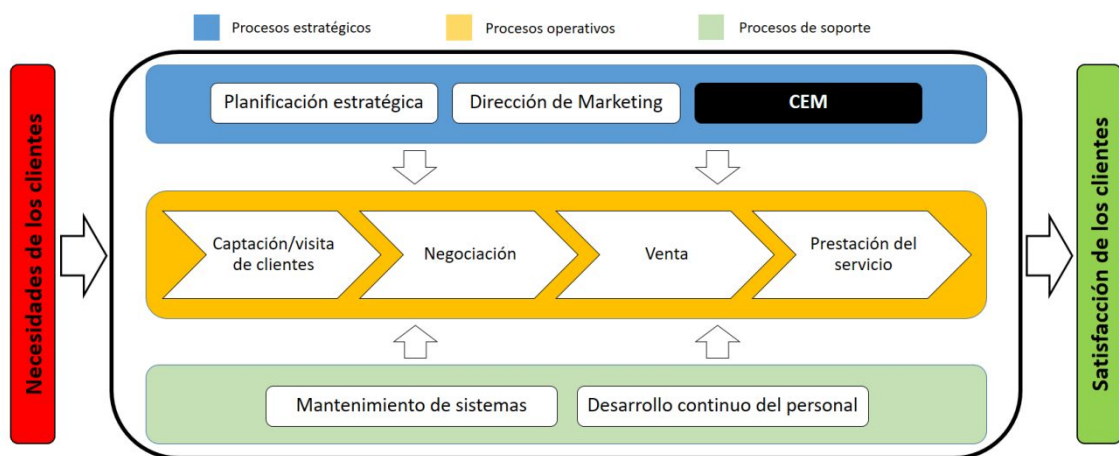 Procesos estratégicos
Procesos operativos
Procesos de soporte
Necesidades de los clientes
Planificación estratégica
Dirección de Marketing
CEM
Captación/visita
de clientes
Negociación
Venta
Prestación del
servicio
Mantenimiento de sistemas
Desarrollo continuo del personal
Satisfacción de los clientes